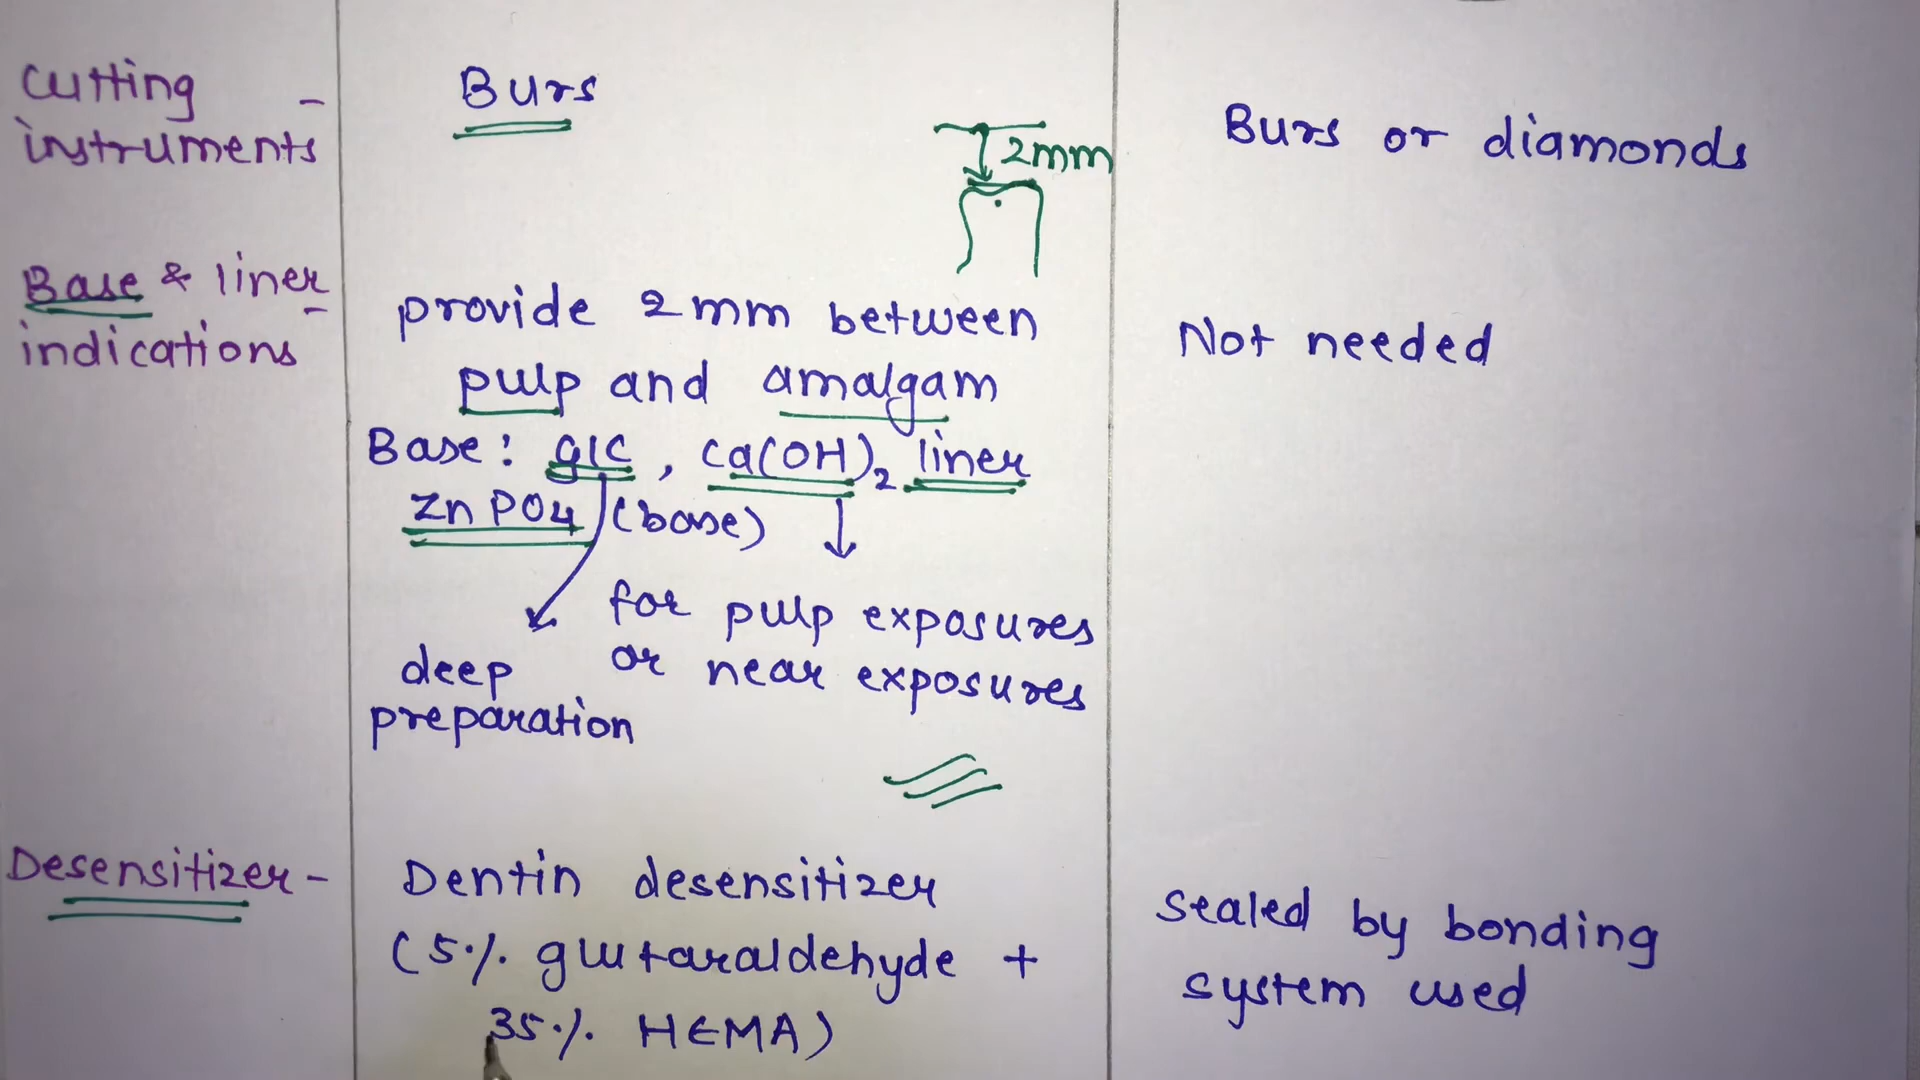 Cutting -
instruments
Burs
2mm
Burs or diamonds
Base & liner -
indications
provide 2mm between
pulp and amalgam
Base: GIC, Ca(OH)2 liner
ZnPO4 (base)
for pulp exposures
or near exposures
deep
preparation
Not needed
Desensitizer -
Dentin desensitizer
(5% glutaraldehyde +
35% HEMA)
sealed by bonding
system used